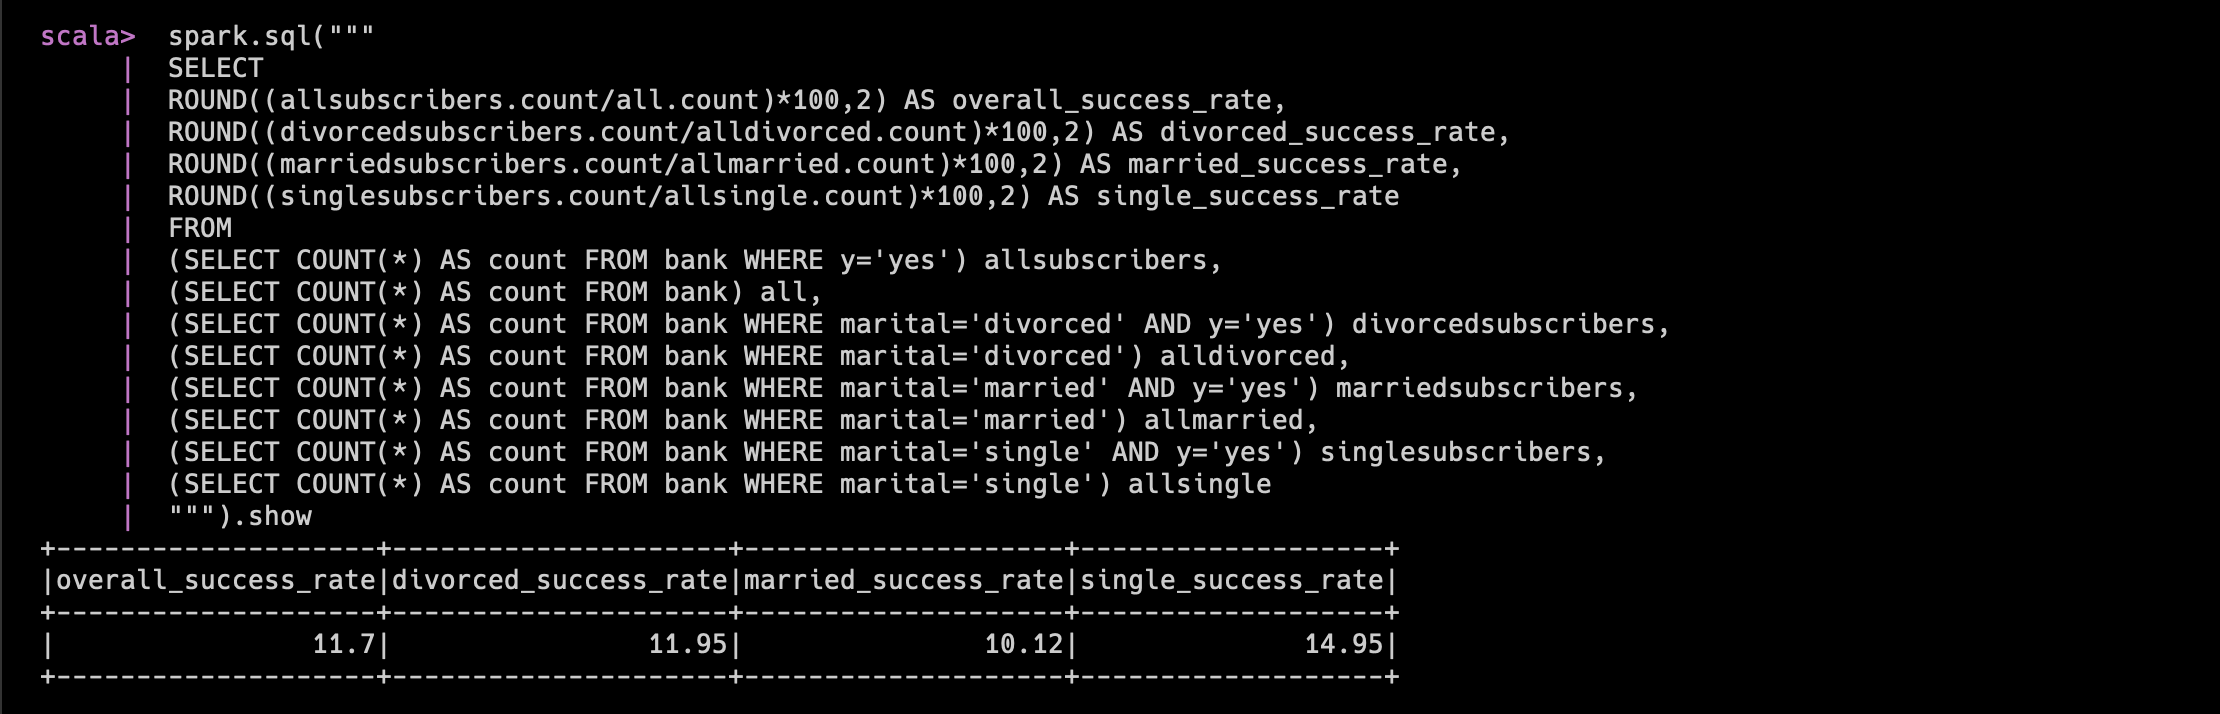 scala>  spark.sql("""
     |  SELECT
     |  ROUND((allsubscribers.count/all.count)*100,2) AS overall_success_rate,
     |  ROUND((divorcedsubscribers.count/alldivorced.count)*100,2) AS divorced_success_rate,
     |  ROUND((marriedsubscribers.count/allmarried.count)*100,2) AS married_success_rate,
     |  ROUND((singlesubscribers.count/allsingle.count)*100,2) AS single_success_rate
     |  FROM
     |  (SELECT COUNT(*) AS count FROM bank WHERE y='yes') allsubscribers,
     |  (SELECT COUNT(*) AS count FROM bank) all,
     |  (SELECT COUNT(*) AS count FROM bank WHERE marital='divorced' AND y='yes') divorcedsubscribers,
     |  (SELECT COUNT(*) AS count FROM bank WHERE marital='divorced') alldivorced,
     |  (SELECT COUNT(*) AS count FROM bank WHERE marital='married' AND y='yes') marriedsubscribers,
     |  (SELECT COUNT(*) AS count FROM bank WHERE marital='married') allmarried,
     |  (SELECT COUNT(*) AS count FROM bank WHERE marital='single' AND y='yes') singlesubscribers,
     |  (SELECT COUNT(*) AS count FROM bank WHERE marital='single') allsingle
     |  """).show
+--------------------+---------------------+--------------------+-------------------+
|overall_success_rate|divorced_success_rate|married_success_rate|single_success_rate|
+--------------------+---------------------+--------------------+-------------------+
|                11.7|                11.95|               10.12|              14.95|
+--------------------+---------------------+--------------------+-------------------+